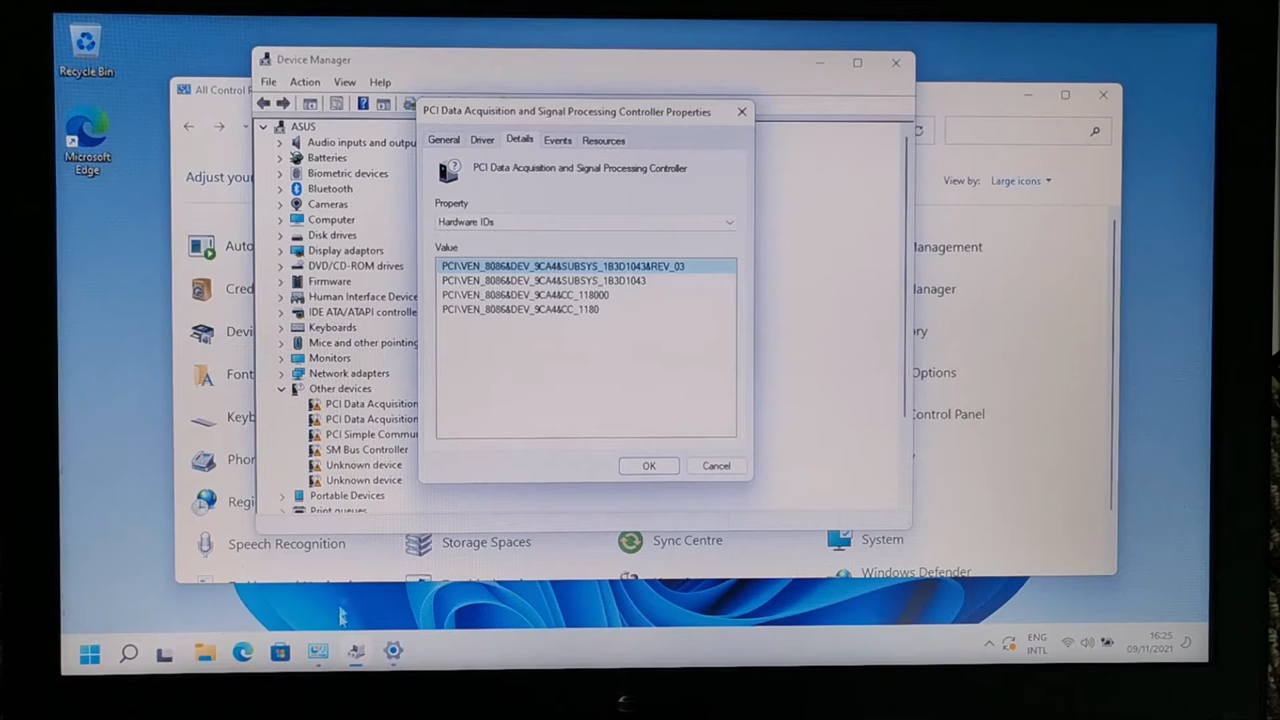 Recycle Bin
Microsoft
Edge
All Control P
Adjust your
View by: Large icons
Auto
Cred
Devi
Font
Keyb
Phor
Regi
Speech Recognition
Storage Spaces
Sync Centre
System
Windows Defender
anagement
anager
ry
Options
ontrol Panel
Device Manager
File Action View Help
ASUS
Audio inputs and outpu
Batteries
Biometric devices
Bluetooth
Cameras
Computer
Disk drives
Display adaptors
DVD/CD-ROM drives
Firmware
Human Interface Device
IDE ATA/ATAPI controlle
Keyboards
Mice and other pointing
Monitors
Network adapters
Other devices
PCI Data Acquisition
PCI Data Acquisition
PCI Simple Commu
SM Bus Controller
Unknown device
Unknown device
Portable Devices
Print queues
PCI Data Acquisition and Signal Processing Controller Properties
General Driver Details Events Resources
PCI Data Acquisition and Signal Processing Controller
Property
Hardware IDs
Value
PCI\VEN_8086&DEV_9CA4&SUBSYS_1B3D1043&REV_03
PCI\VEN_8086&DEV_9CA4&SUBSYS_1B3D1043
PCI\VEN_8086&DEV_9CA4&CC_118000
PCI\VEN_8086&DEV_9CA4&CC_1180
OK Cancel
ENG
INTL
16:25
09/11/2021